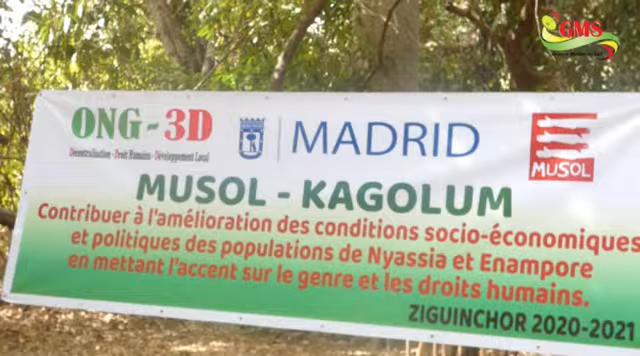 GMS
ONG-3D
Décentralisation - Droit Humains - Développement Local
MADRID
MUSOL
MUSOL - KAGOLUM
Contribuer à l'amélioration des conditions socio-économiques
et politiques des populations de Nyassia et Enampore
en mettant l'accent sur le genre et les droits humains.
ZIGUINCHOR 2020-2021